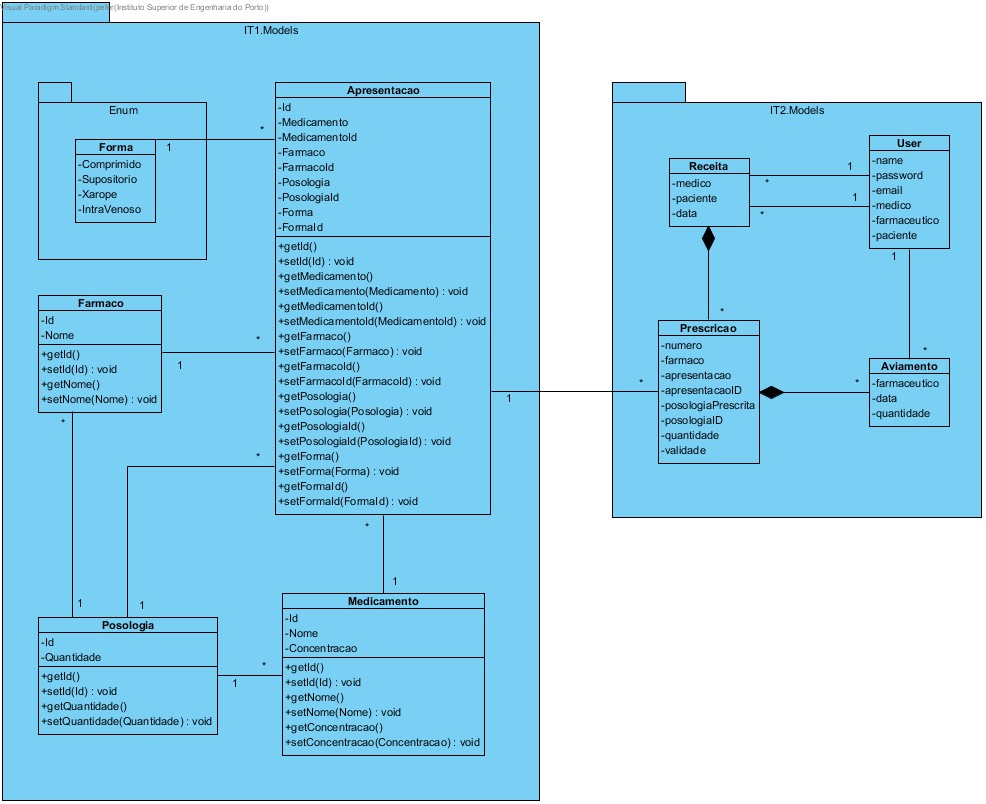 Visual Paradigm Standard(peter(Instituto Superior de Engenharia do Porto))
IT1.Models
Enum
Forma
-Comprimido
-Supositorio
-Xarope
-IntraVenoso
1
*
Apresentacao
-Id
-Medicamento
-MedicamentoId
-Farmaco
-FarmacoId
-Posologia
-PosologiaId
-Forma
-FormaId
+getId()
+setId(Id) : void
+getMedicamento()
+setMedicamento(Medicamento) : void
+getMedicamentoId()
+setMedicamentoId(MedicamentoId) : void
+getFarmaco()
+setFarmaco(Farmaco) : void
+getFarmacoId()
+setFarmacoId(FarmacoId) : void
+getPosologia()
+setPosologia(Posologia) : void
+getPosologiaId()
+setPosologiaId(PosologiaId) : void
+getForma()
+setForma(Forma) : void
+getFormaId()
+setFormaId(FormaId) : void
Farmaco
-Id
-Nome
+getId()
+setId(Id) : void
+getNome()
+setNome(Nome) : void
1
*
*
1
*
1
*
1
Posologia
-Id
-Quantidade
+getId()
+setId(Id) : void
+getQuantidade()
+setQuantidade(Quantidade) : void
1
*
Medicamento
-Id
-Nome
-Concentracao
+getId()
+setId(Id) : void
+getNome()
+setNome(Nome) : void
+getConcentracao()
+setConcentracao(Concentracao) : void
1
*
IT2.Models
Receita
-medico
-paciente
-data
*
1
*
1
User
-name
-password
-email
-medico
-farmaceutico
-paciente
1
*
*
Prescricao
-numero
-farmaco
-apresentacao
-apresentacaoID
-posologiaPrescrita
-posologiaID
-quantidade
-validade
*
Aviamento
-farmaceutico
-data
-quantidade